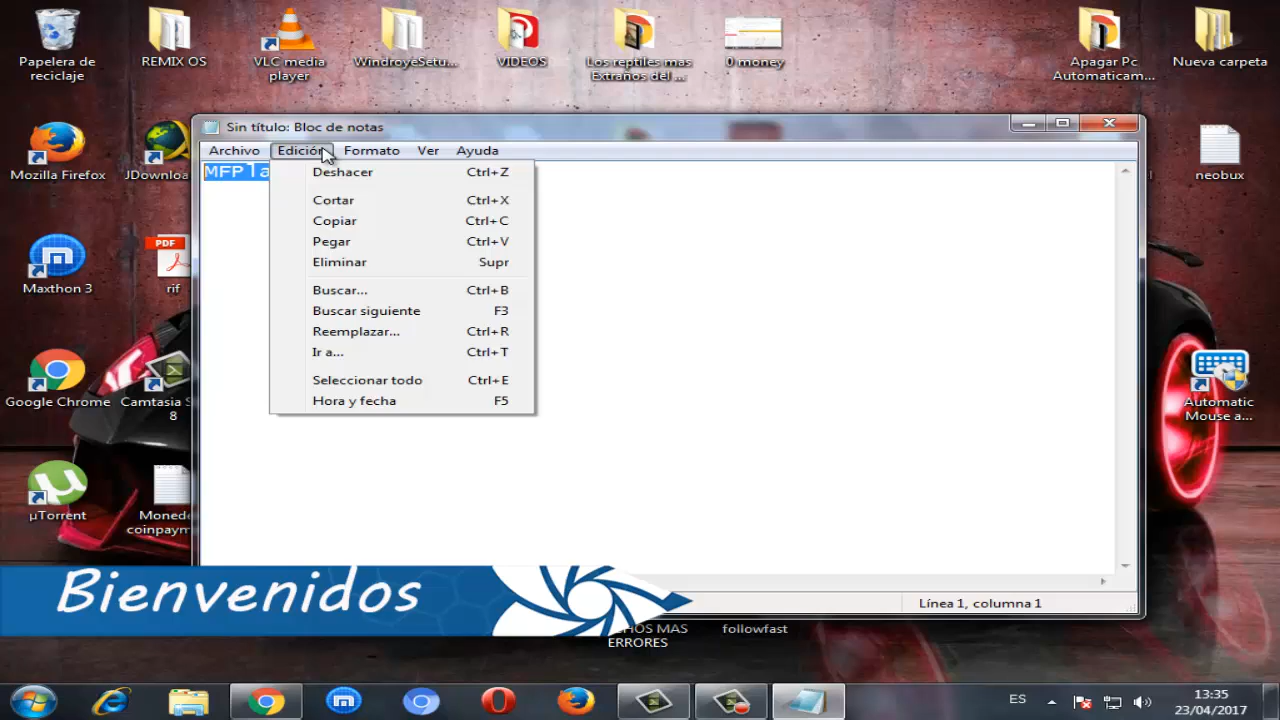 Papelera de
reciclaje
REMIX OS
VLC media
player
WindroyeSetu...
VIDEOS
Los reptiles mas
Extraños del ...
0 money
Apagar Pc
Automaticam...
Nueva carpeta
Sin título: Bloc de notas
Archivo Edición Formato Ver Ayuda
MFPTa
Deshacer Ctrl+Z
Cortar Ctrl+X
Copiar Ctrl+C
Pegar Ctrl+V
Eliminar Supr
Buscar... Ctrl+B
Buscar siguiente F3
Reemplazar... Ctrl+R
Ir a... Ctrl+T
Seleccionar todo Ctrl+E
Hora y fecha F5
Mozilla Firefox
JDownloa
neobux
Maxthon 3
PDF
rif
Google Chrome
Camtasia S
8
Automatic
Mouse a...
µTorrent
Monede
coinpaym
Bienvenidos
Línea 1, columna 1
CHOS MAS
ERRORES
followfast
ES
13:35
23/04/2017